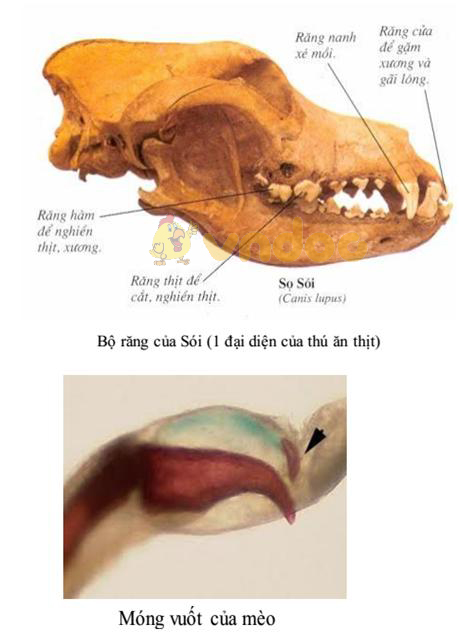 Răng nanh
xé mồi.
Răng cửa
để gặm
xương và
gãi lông.
Răng hàm
để nghiền
thịt, xương.
Răng thịt để
cắt, nghiền thịt.
Sọ Sói
(Canis lupus)
vndoc
Bộ răng của Sói (1 đại diện của thú ăn thịt)
Móng vuốt của mèo